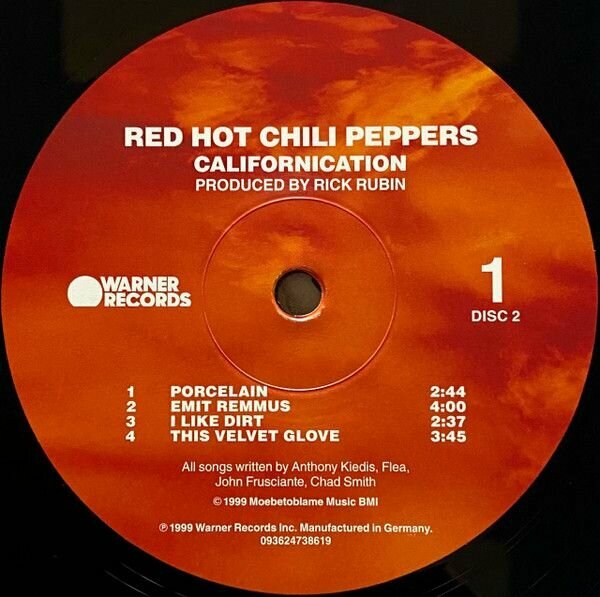 RED HOT CHILI PEPPERS
CALIFORNICATION
PRODUCED BY RICK RUBIN
WARNER
RECORDS
1
DISC 2
1 PORCELAIN 2:44
2 EMIT REMMUS 4:00
3 I LIKE DIRT 2:37
4 THIS VELVET GLOVE 3:45
All songs written by Anthony Kiedis, Flea,
John Frusciante, Chad Smith
© 1999 Moebetoblame Music BMI
℗ 1999 Warner Records Inc. Manufactured in Germany.
093624738619